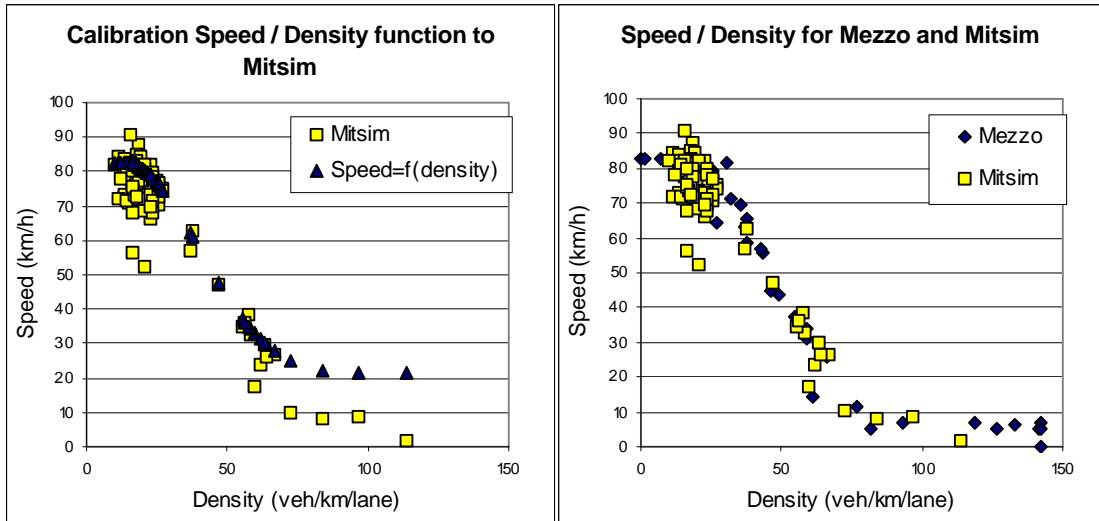 Calibration Speed / Density function to
Mitsim
Speed (km/h)
100
90
80
70
60
50
40
30
20
10
0
Mitsim
Speed=f(density)
0 50 100 150
Density (veh/km/lane)
Speed / Density for Mezzo and Mitsim
Speed (km/h)
100
90
80
70
60
50
40
30
20
10
0
Mezzo
Mitsim
0 50 100 150
Density (veh/km/lane)